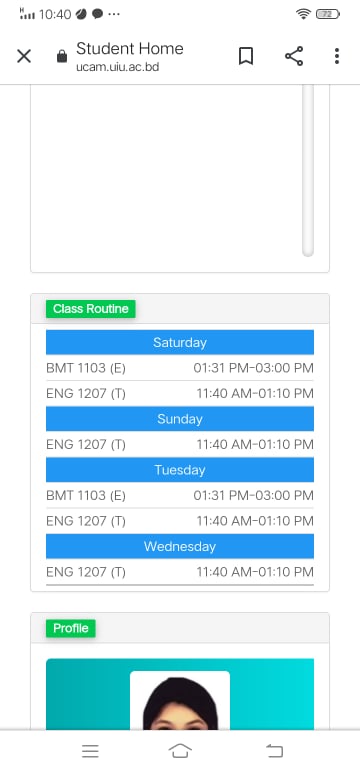 H 10:40 ...
72
Student Home
ucam.uiu.ac.bd
Class Routine
Saturday
BMT 1103 (E) 01:31 PM-03:00 PM
ENG 1207 (T) 11:40 AM-01:10 PM
Sunday
ENG 1207 (T) 11:40 AM-01:10 PM
Tuesday
BMT 1103 (E) 01:31 PM-03:00 PM
ENG 1207 (T) 11:40 AM-01:10 PM
Wednesday
ENG 1207 (T) 11:40 AM-01:10 PM
Profile